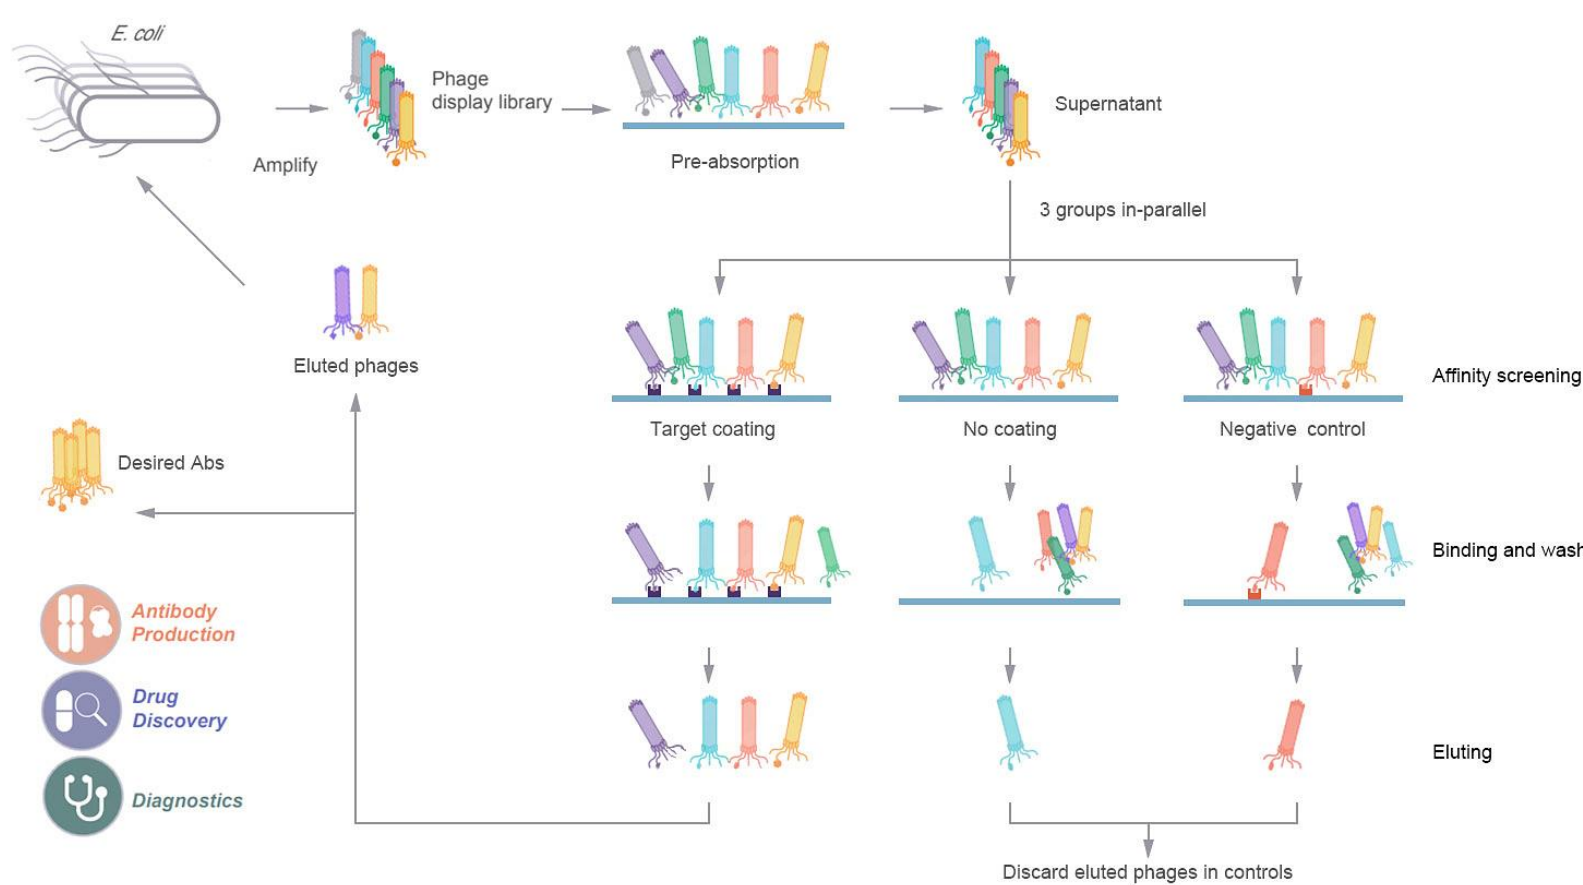 E. coli
Phage
display library
Amplify
Pre-absorption
Supernatant
3 groups in-parallel
Eluted phages
Affinity screening
Target coating
No coating
Negative control
Desired Abs
Binding and wash
Antibody
Production
Drug
Discovery
Eluting
Diagnostics
Discard eluted phages in controls